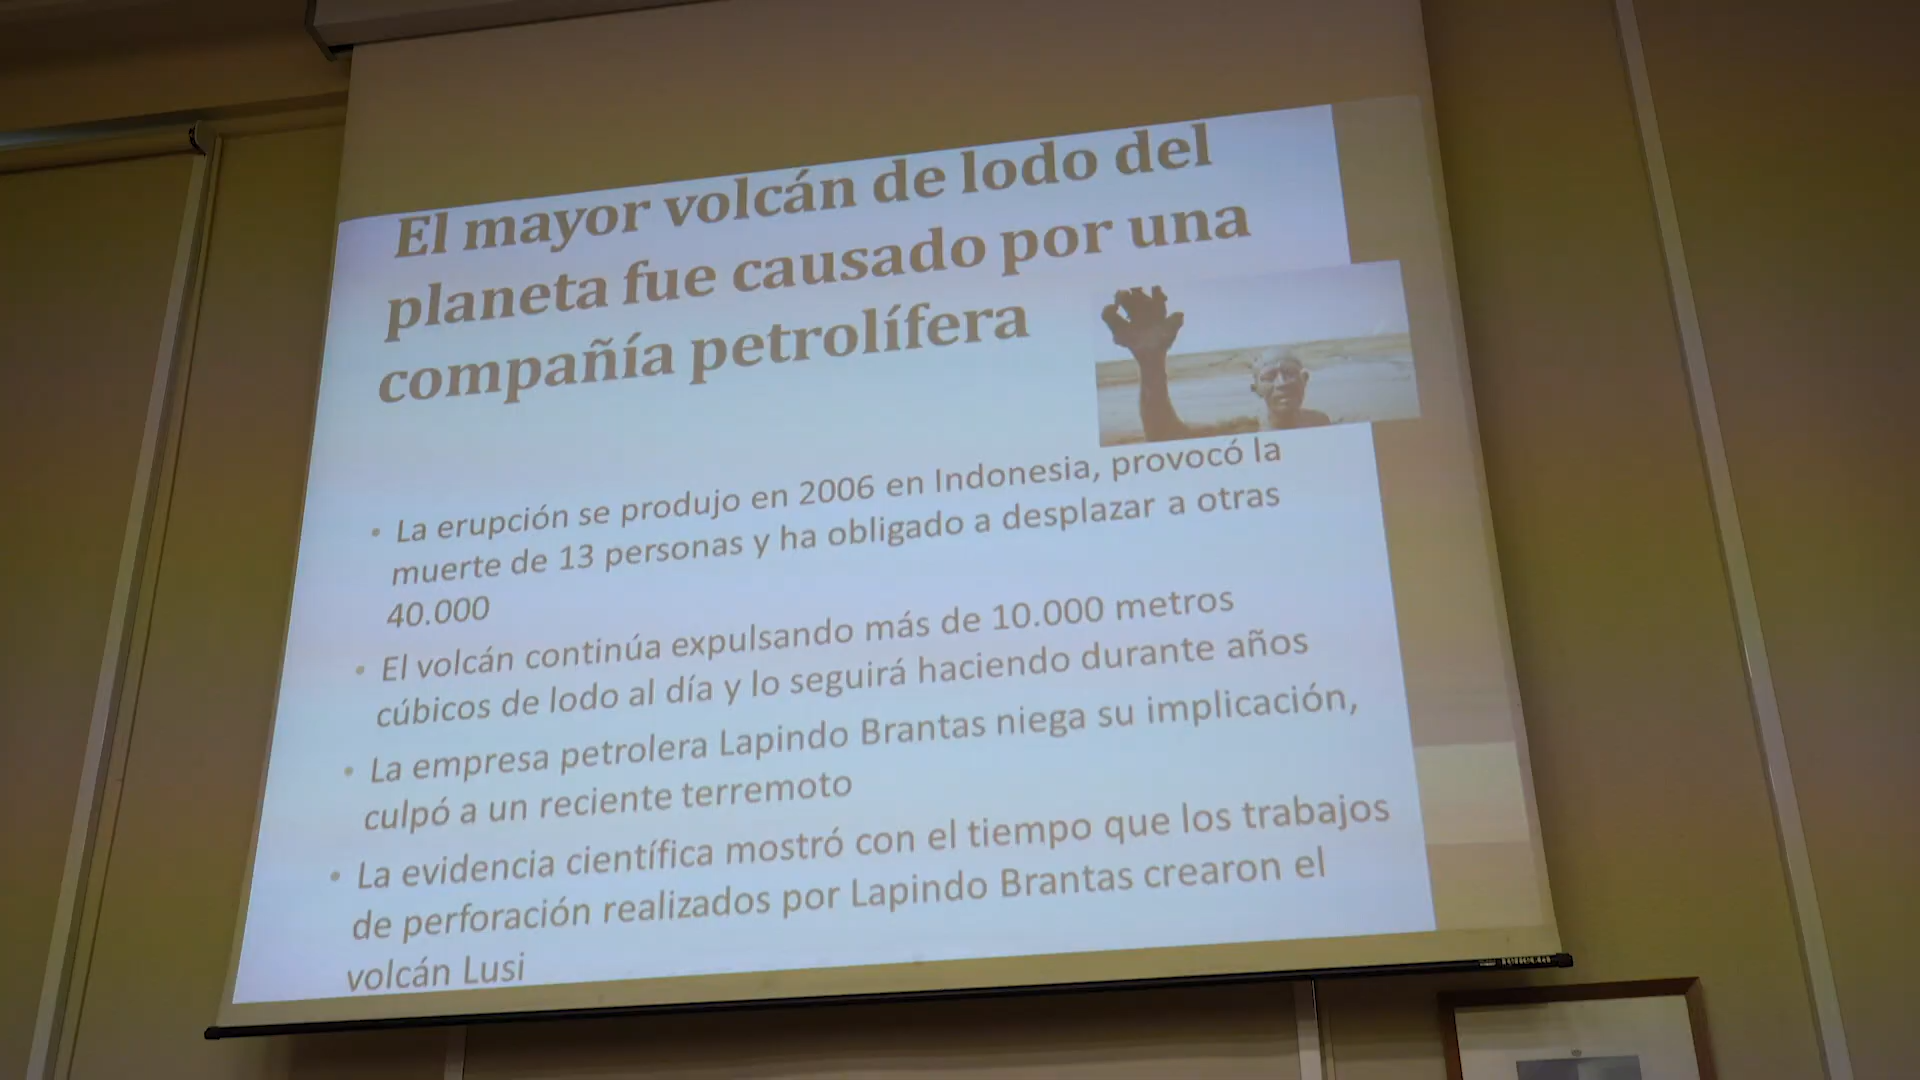 El mayor volcán de lodo del
planeta fue causado por una
compañía petrolífera
• La erupción se produjo en 2006 en Indonesia, provocó la
muerte de 13 personas y ha obligado a desplazar a otras
40.000
• El volcán continúa expulsando más de 10.000 metros
cúbicos de lodo al día y lo seguirá haciendo durante años
• La empresa petrolera Lapindo Brantas niega su implicación,
culpó a un reciente terremoto
• La evidencia científica mostró con el tiempo que los trabajos
de perforación realizados por Lapindo Brantas crearon el
volcán Lusi